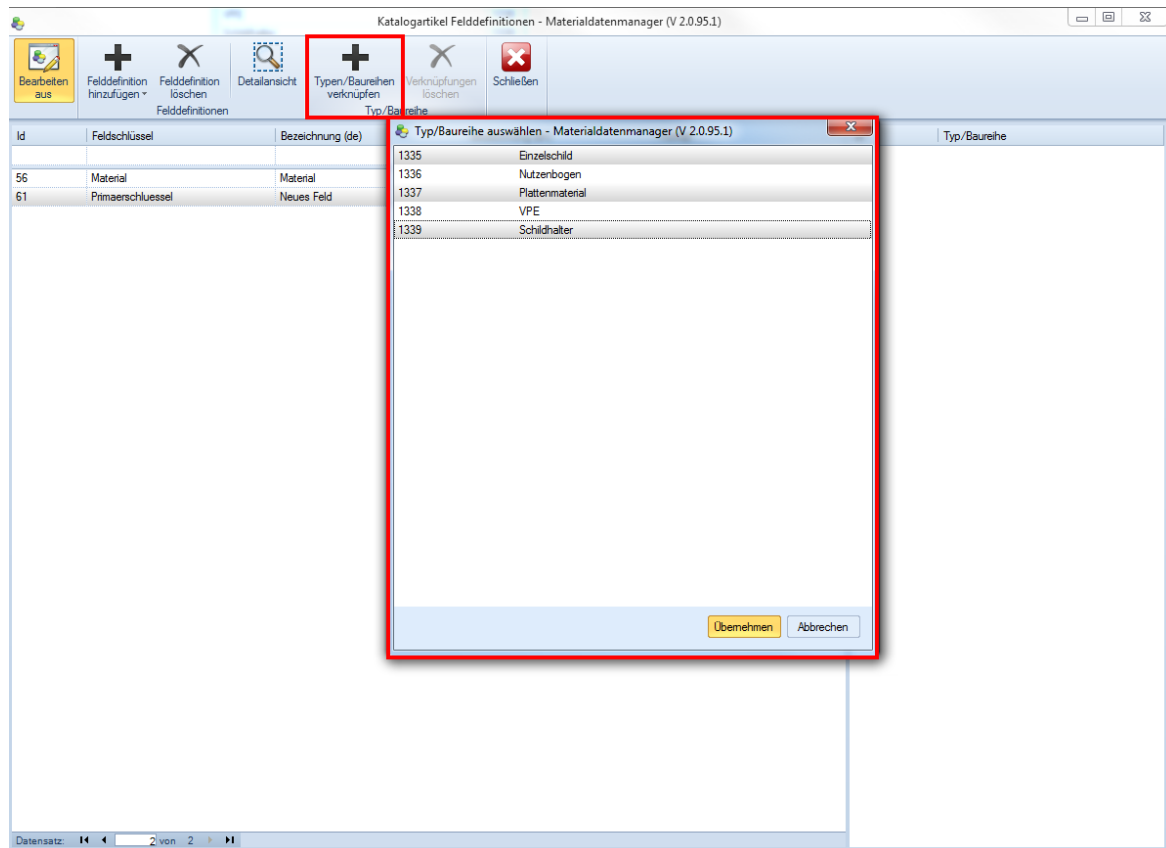 Katalogartikel Felddefinitionen - Materialdatenmanager (V 2.0.95.1)
Bearbeiten
aus
Felddefinition
hinzufügen
Felddefinition
löschen
Detailansicht
Typen/Baureihen
verknüpfen
Verknüpfungen
löschen
Schließen
Felddefinitionen
Typ/Baureihe
Id
Feldschlüssel
Bezeichnung (de)
Typ/Baureihe
56 Material Material
61 Primaerschluessel Neues Feld
Typ/Baureihe auswählen - Materialdatenmanager (V 2.0.95.1)
1335 Einzelschild
1336 Nutzenbogen
1337 Plattenmaterial
1338 VPE
1339 Schildhalter
Übernehmen Abbrechen
Datensatz: 2 von 2